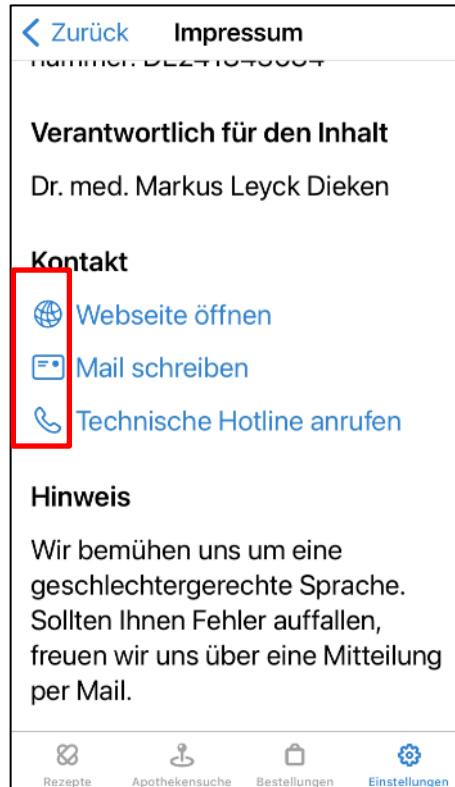 Zurück Impressum
Verantwortlich für den Inhalt
Dr. med. Markus Leyck Dieken
Kontakt
Webseite öffnen
Mail schreiben
Technische Hotline anrufen
Hinweis
Wir bemühen uns um eine
geschlechtergerechte Sprache.
Sollten Ihnen Fehler auffallen,
freuen wir uns über eine Mitteilung
per Mail.
Rezepte Apothekensuche Bestellungen Einstellungen